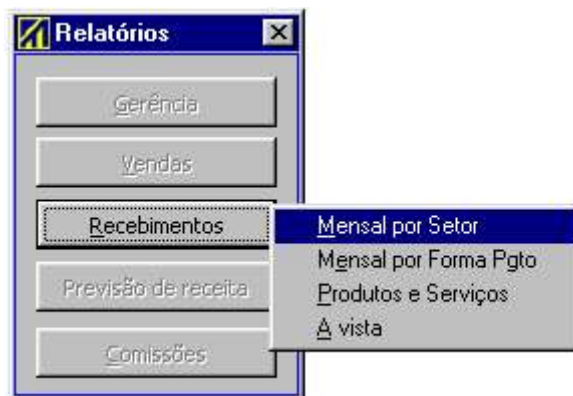 Relatórios
Gerência
Vendas
Recebimentos
Mensal por Setor
Mensal por Forma Pgto
Produtos e Serviços
A vista
Previsão de receita
Comissões